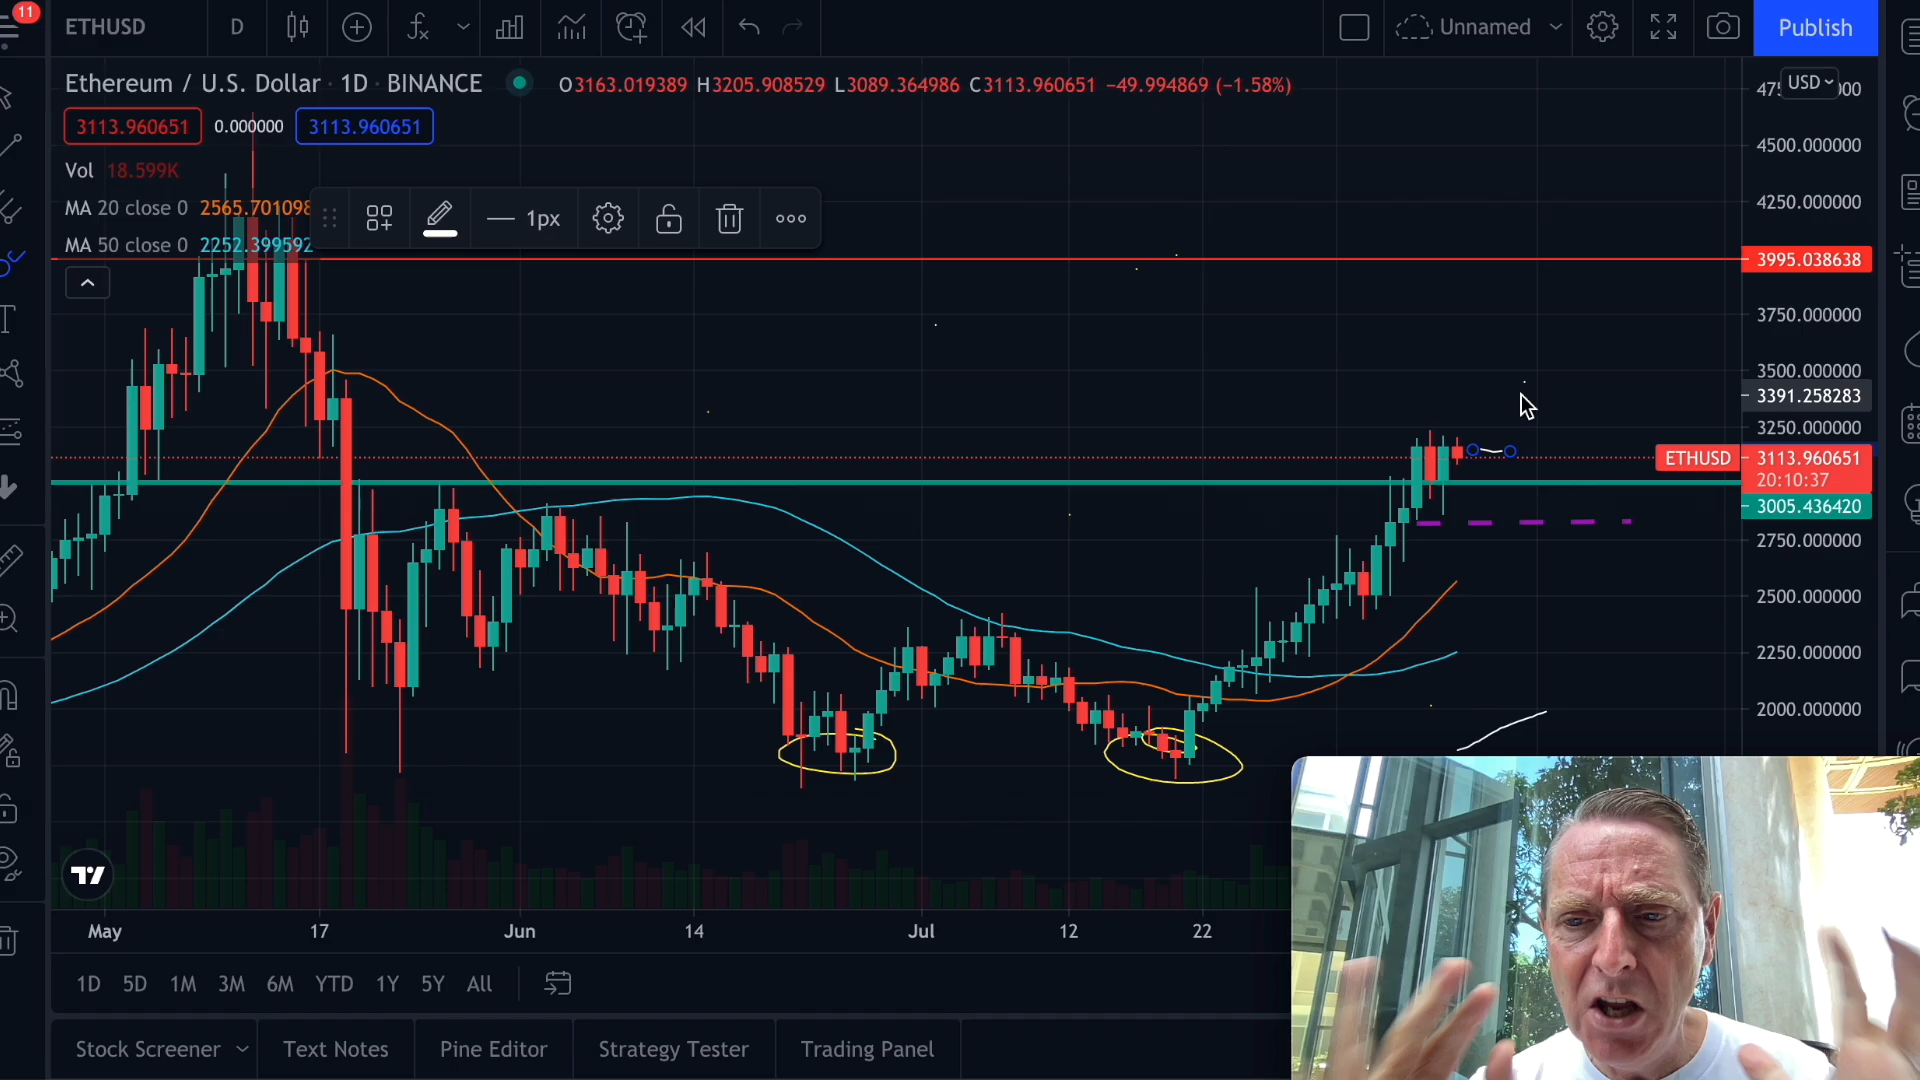 11
ETHUSD D Unnamed Publish
Ethereum / U.S. Dollar · 1D · BINANCE O3163.019389 H3205.908529 L3089.364986 C3113.960651 −49.994869 (−1.58%)
USD
3113.960651 0.000000 3113.960651
Vol 18.599K
MA 20 close 0 2565.701098
MA 50 close 0 2252.399592
1px
4500.000000
4250.000000
3995.038638
3750.000000
3500.000000
3391.258283
3250.000000
ETHUSD 3113.960651
20:10:37
3005.436420
2750.000000
2500.000000
2250.000000
2000.000000
May 17 Jun 14 Jul 12 22
1D 5D 1M 3M 6M YTD 1Y 5Y All
Stock Screener Text Notes Pine Editor Strategy Tester Trading Panel